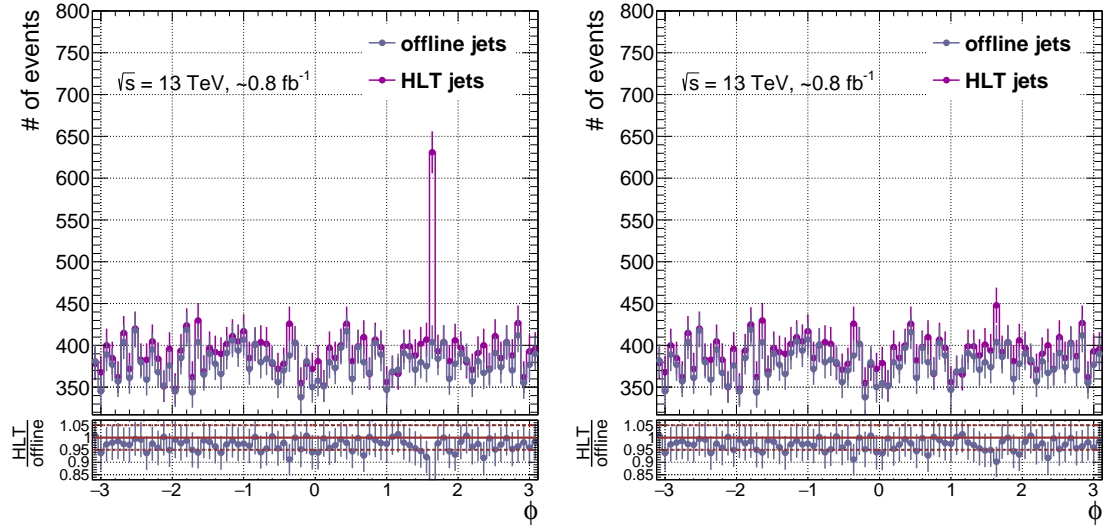 800
750
700
650
600
550
500
450
400
350
# of events
offline jets
HLT jets
√s = 13 TeV, ~0.8 fb⁻¹
1.05
1
0.95
0.89
0.85
HLT
offline
−3 −2 −1 0 1 2 3
ϕ
800
750
700
650
600
550
500
450
400
350
# of events
offline jets
HLT jets
√s = 13 TeV, ~0.8 fb⁻¹
1.05
1
0.95
0.89
0.85
HLT
offline
−3 −2 −1 0 1 2 3
ϕ